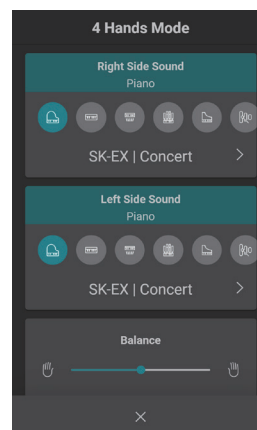 4 Hands Mode
Right Side Sound
Piano
SK-EX | Concert
Left Side Sound
Piano
SK-EX | Concert
Balance